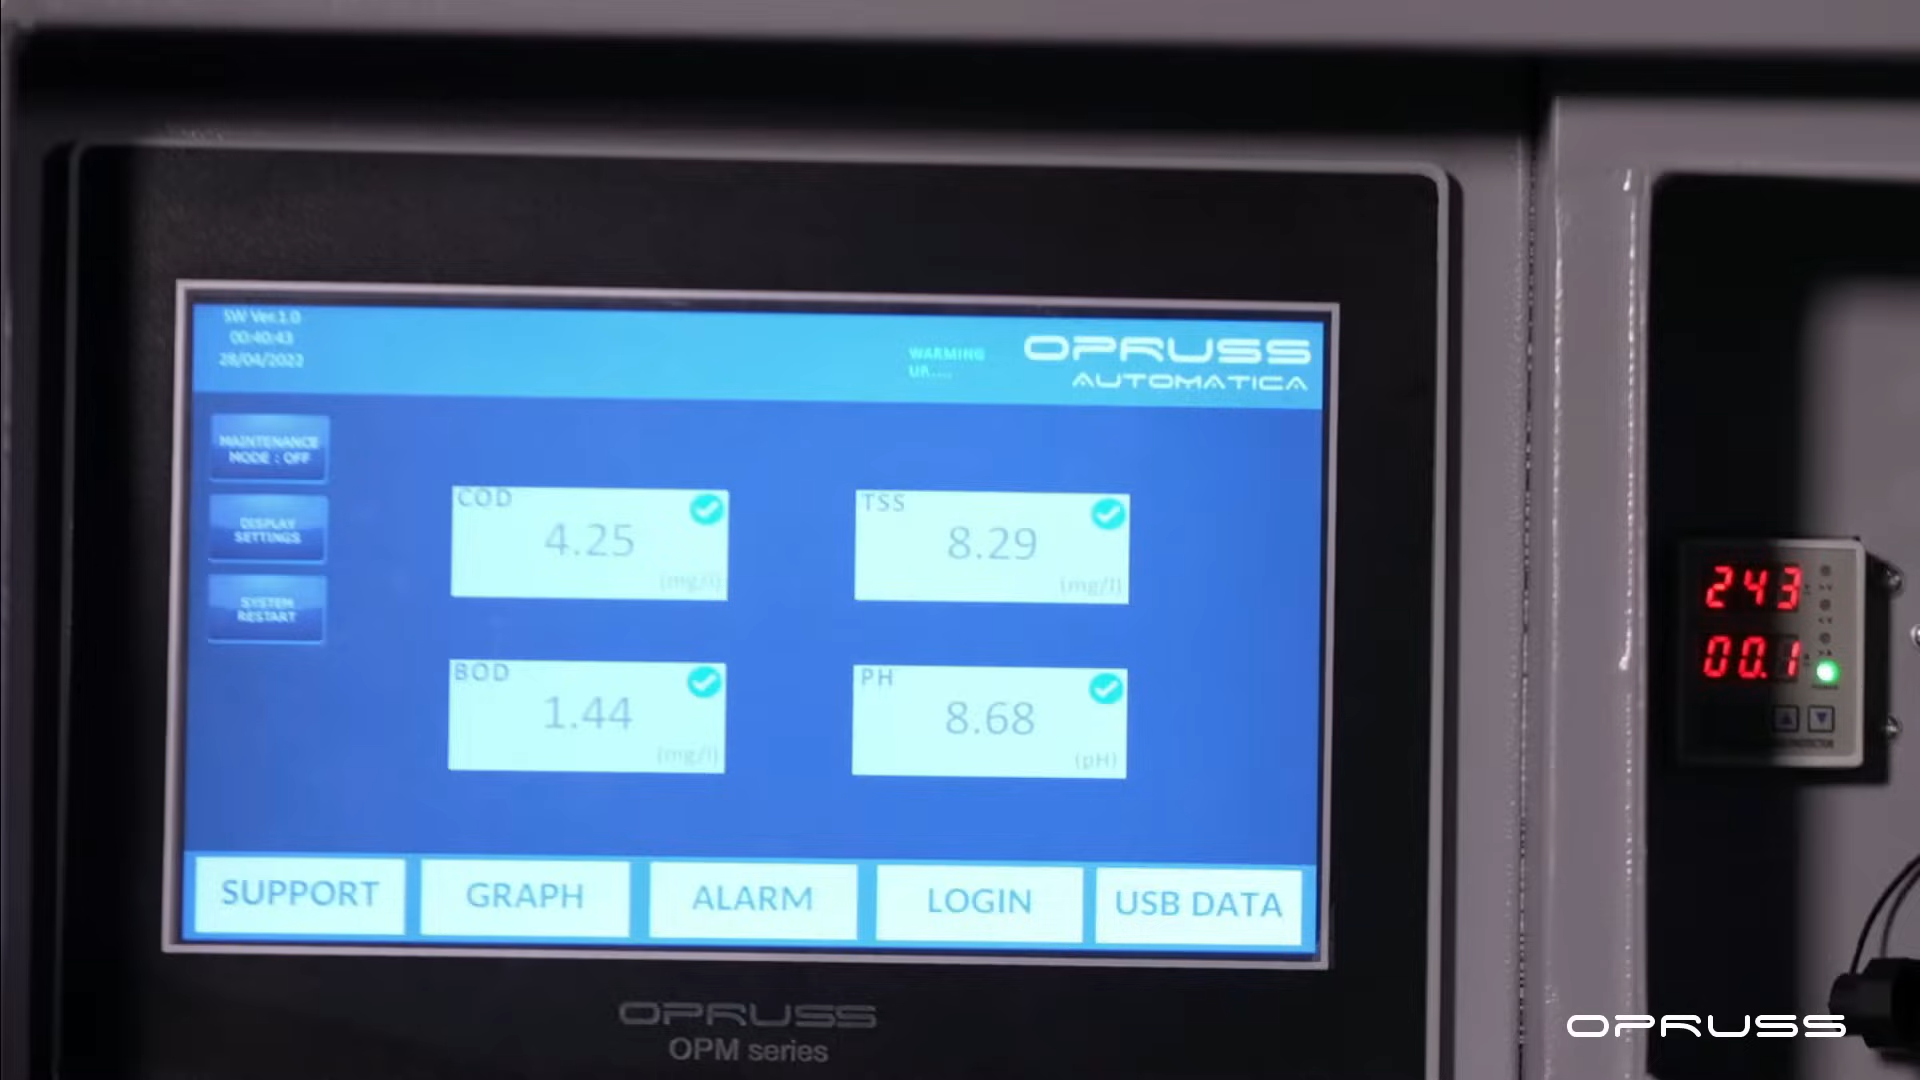 SW Ver.1.0
00:40:43
28/04/2022
WARMING
UP....
OPRUSS
AUTOMATICA
MAINTENANCE
MODE : OFF
DISPLAY
SETTINGS
SYSTEM
RESTART
COD
4.25
(mg/l)
TSS
8.29
(mg/l)
BOD
1.44
(mg/l)
PH
8.68
(pH)
SUPPORT
GRAPH
ALARM
LOGIN
USB DATA
OPRUSS
OPM series
243
00.1
OPRUSS